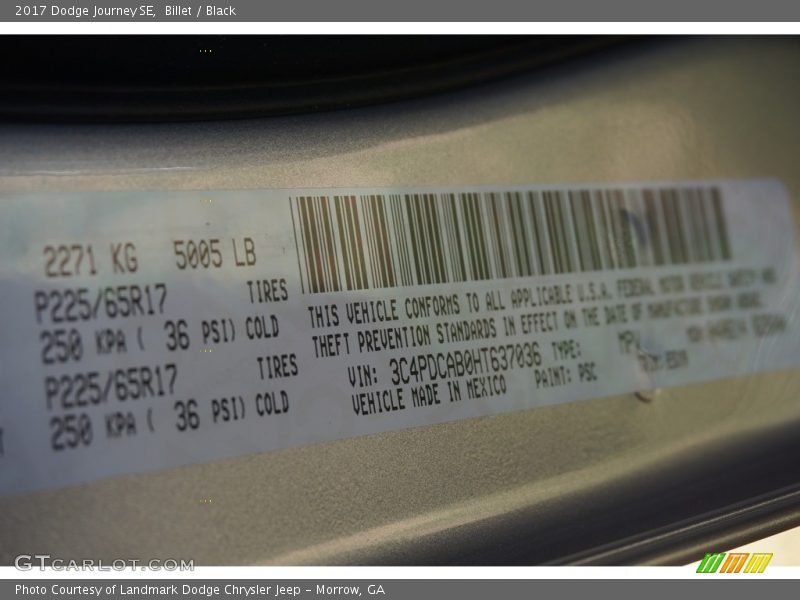 2017 Dodge Journey SE, Billet / Black
2271 KG 5005 LB
P225/65R17 TIRES
250 KPA ( 36 PSI) COLD
P225/65R17 TIRES
250 KPA ( 36 PSI) COLD
THIS VEHICLE CONFORMS TO ALL APPLICABLE U.S.A. FEDERAL MOTOR VEHICLE SAFETY AND
THEFT PREVENTION STANDARDS IN EFFECT ON THE DATE OF MANUFACTURE SHOWN ABOVE.
VIN: 3C4PDCAB0HT637036 TYPE: MPV
VEHICLE MADE IN MEXICO PAINT: PSC
GTCARLOT.COM
Photo Courtesy of Landmark Dodge Chrysler Jeep – Morrow, GA